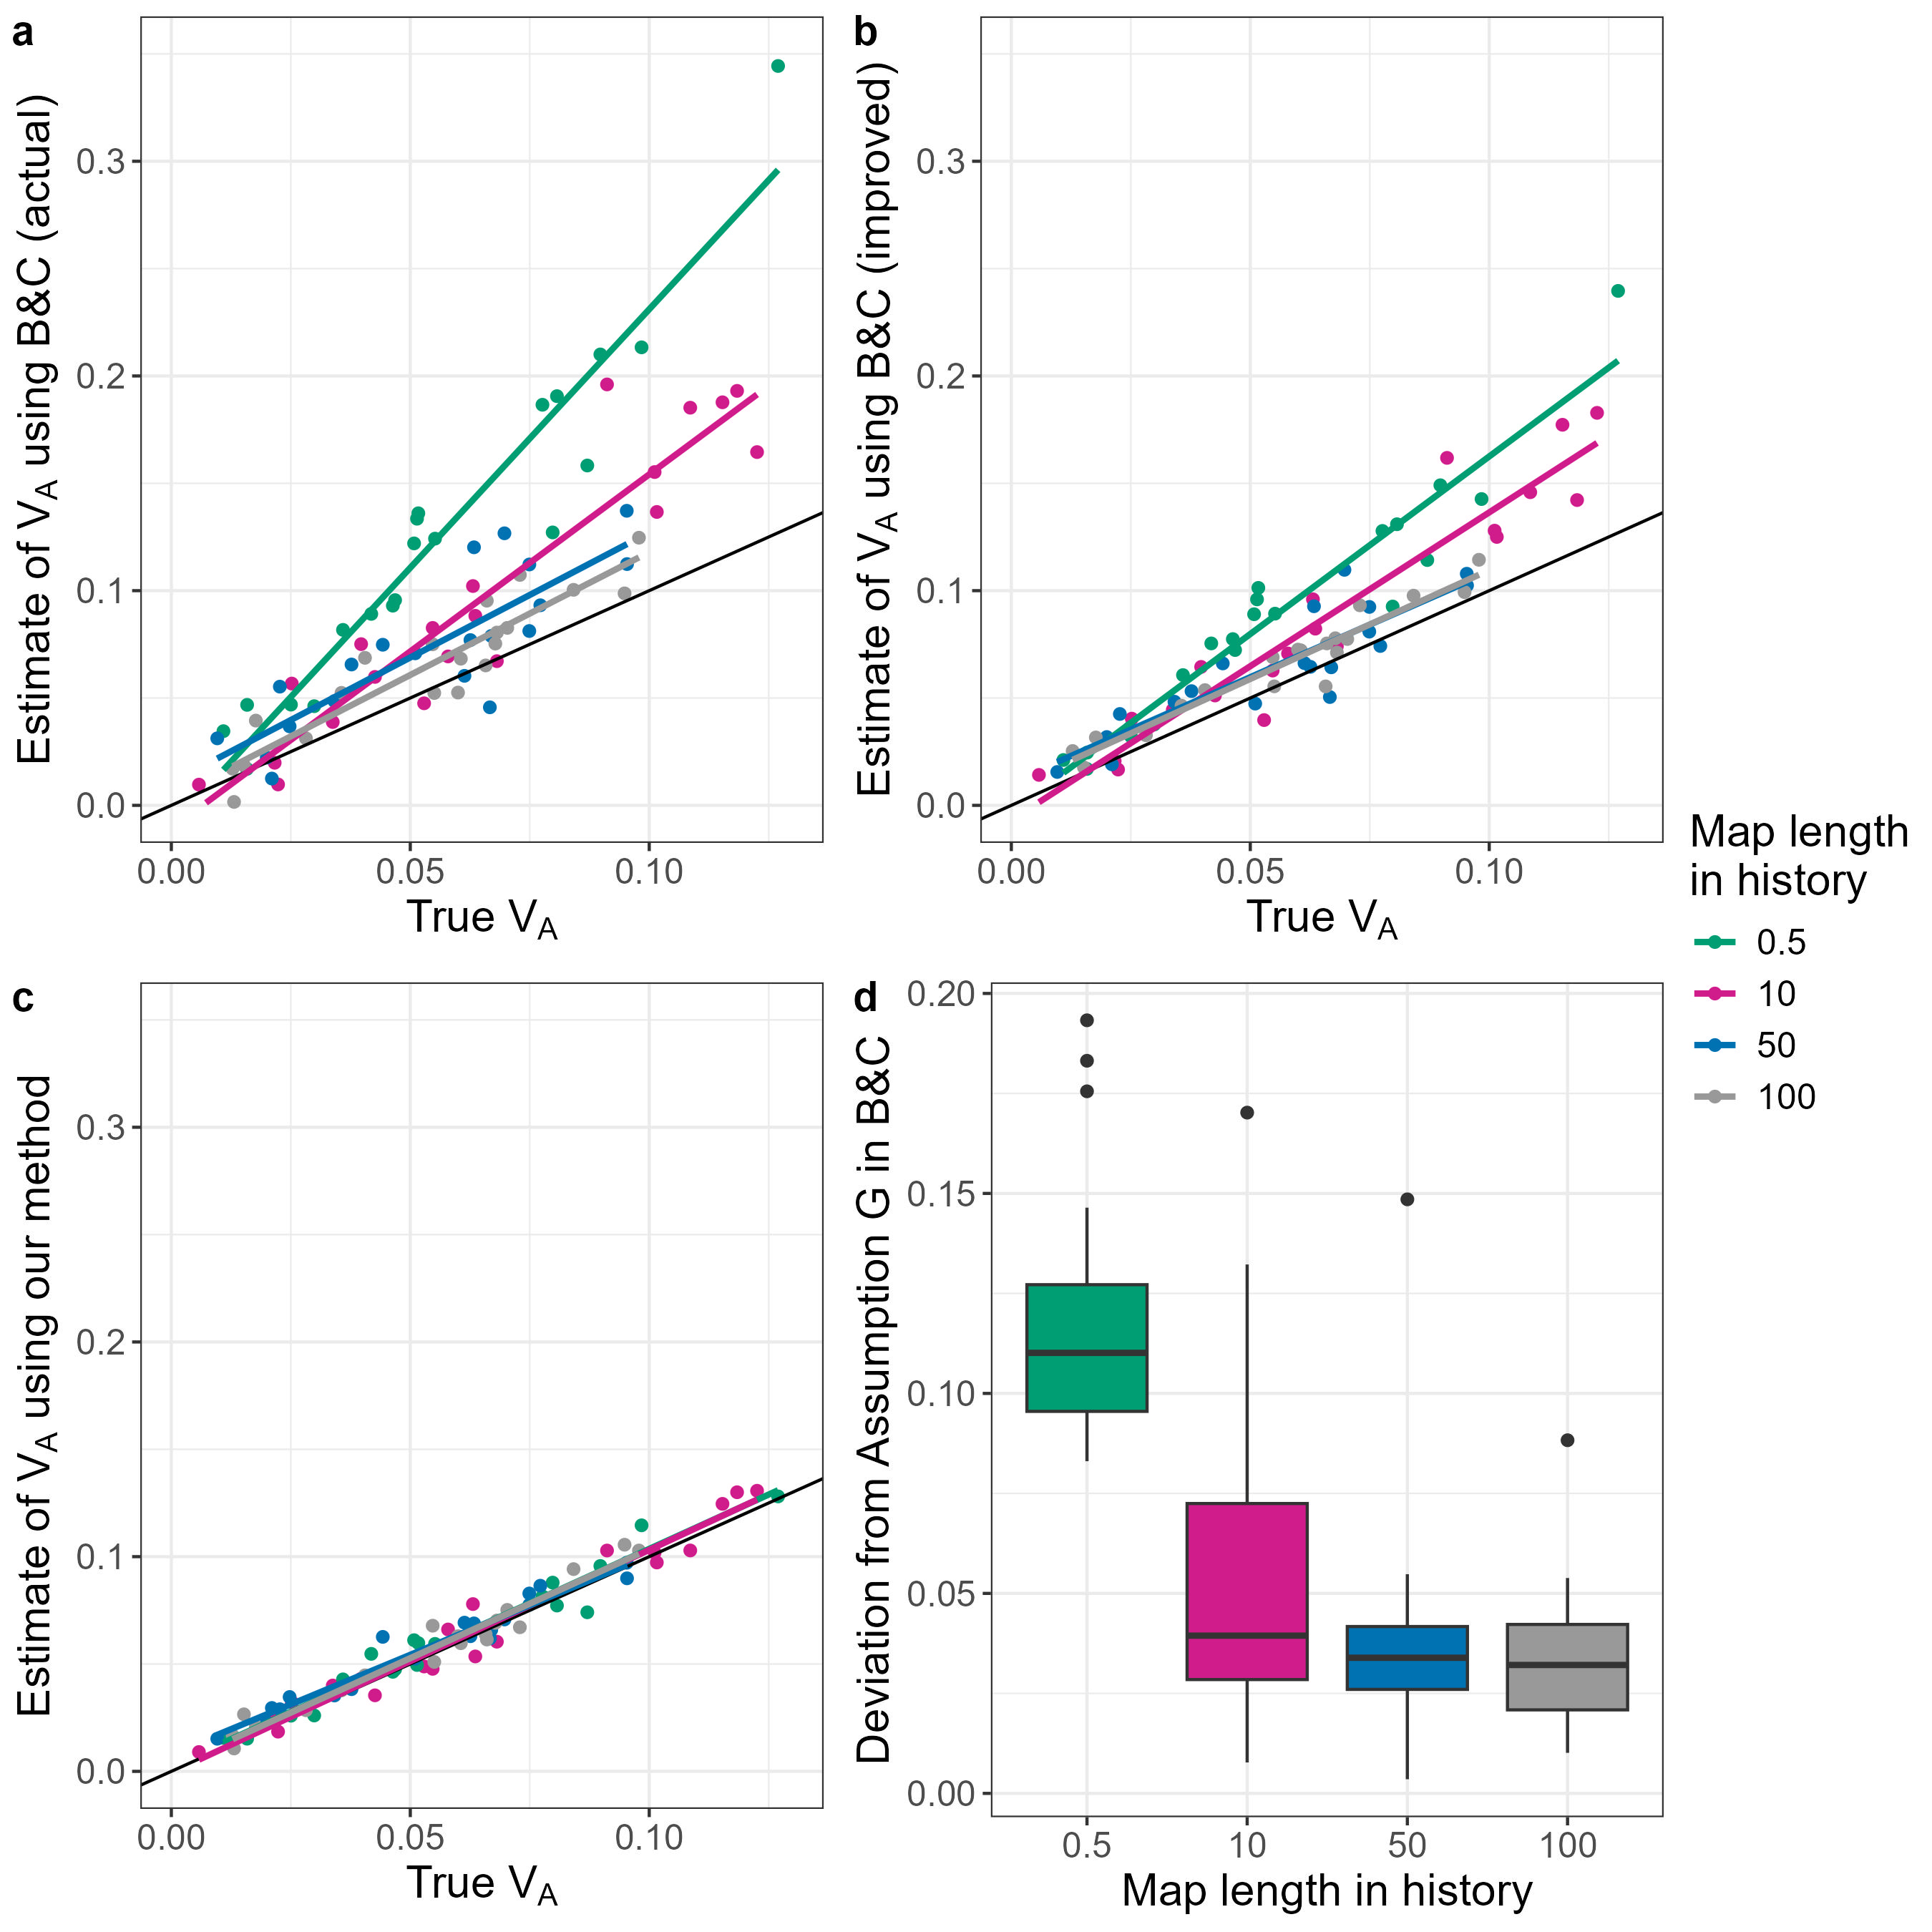 a
Estimate of VA using B&C (actual)
0.3
0.2
0.1
0.0
0.00 0.05 0.10
True VA
b
Estimate of VA using B&C (improved)
0.3
0.2
0.1
0.0
0.00 0.05 0.10
True VA
Map length
in history
0.5
10
50
100
c
Estimate of VA using our method
0.3
0.2
0.1
0.0
0.00 0.05 0.10
True VA
d
Deviation from Assumption G in B&C
0.20
0.15
0.10
0.05
0.00
0.5 10 50 100
Map length in history